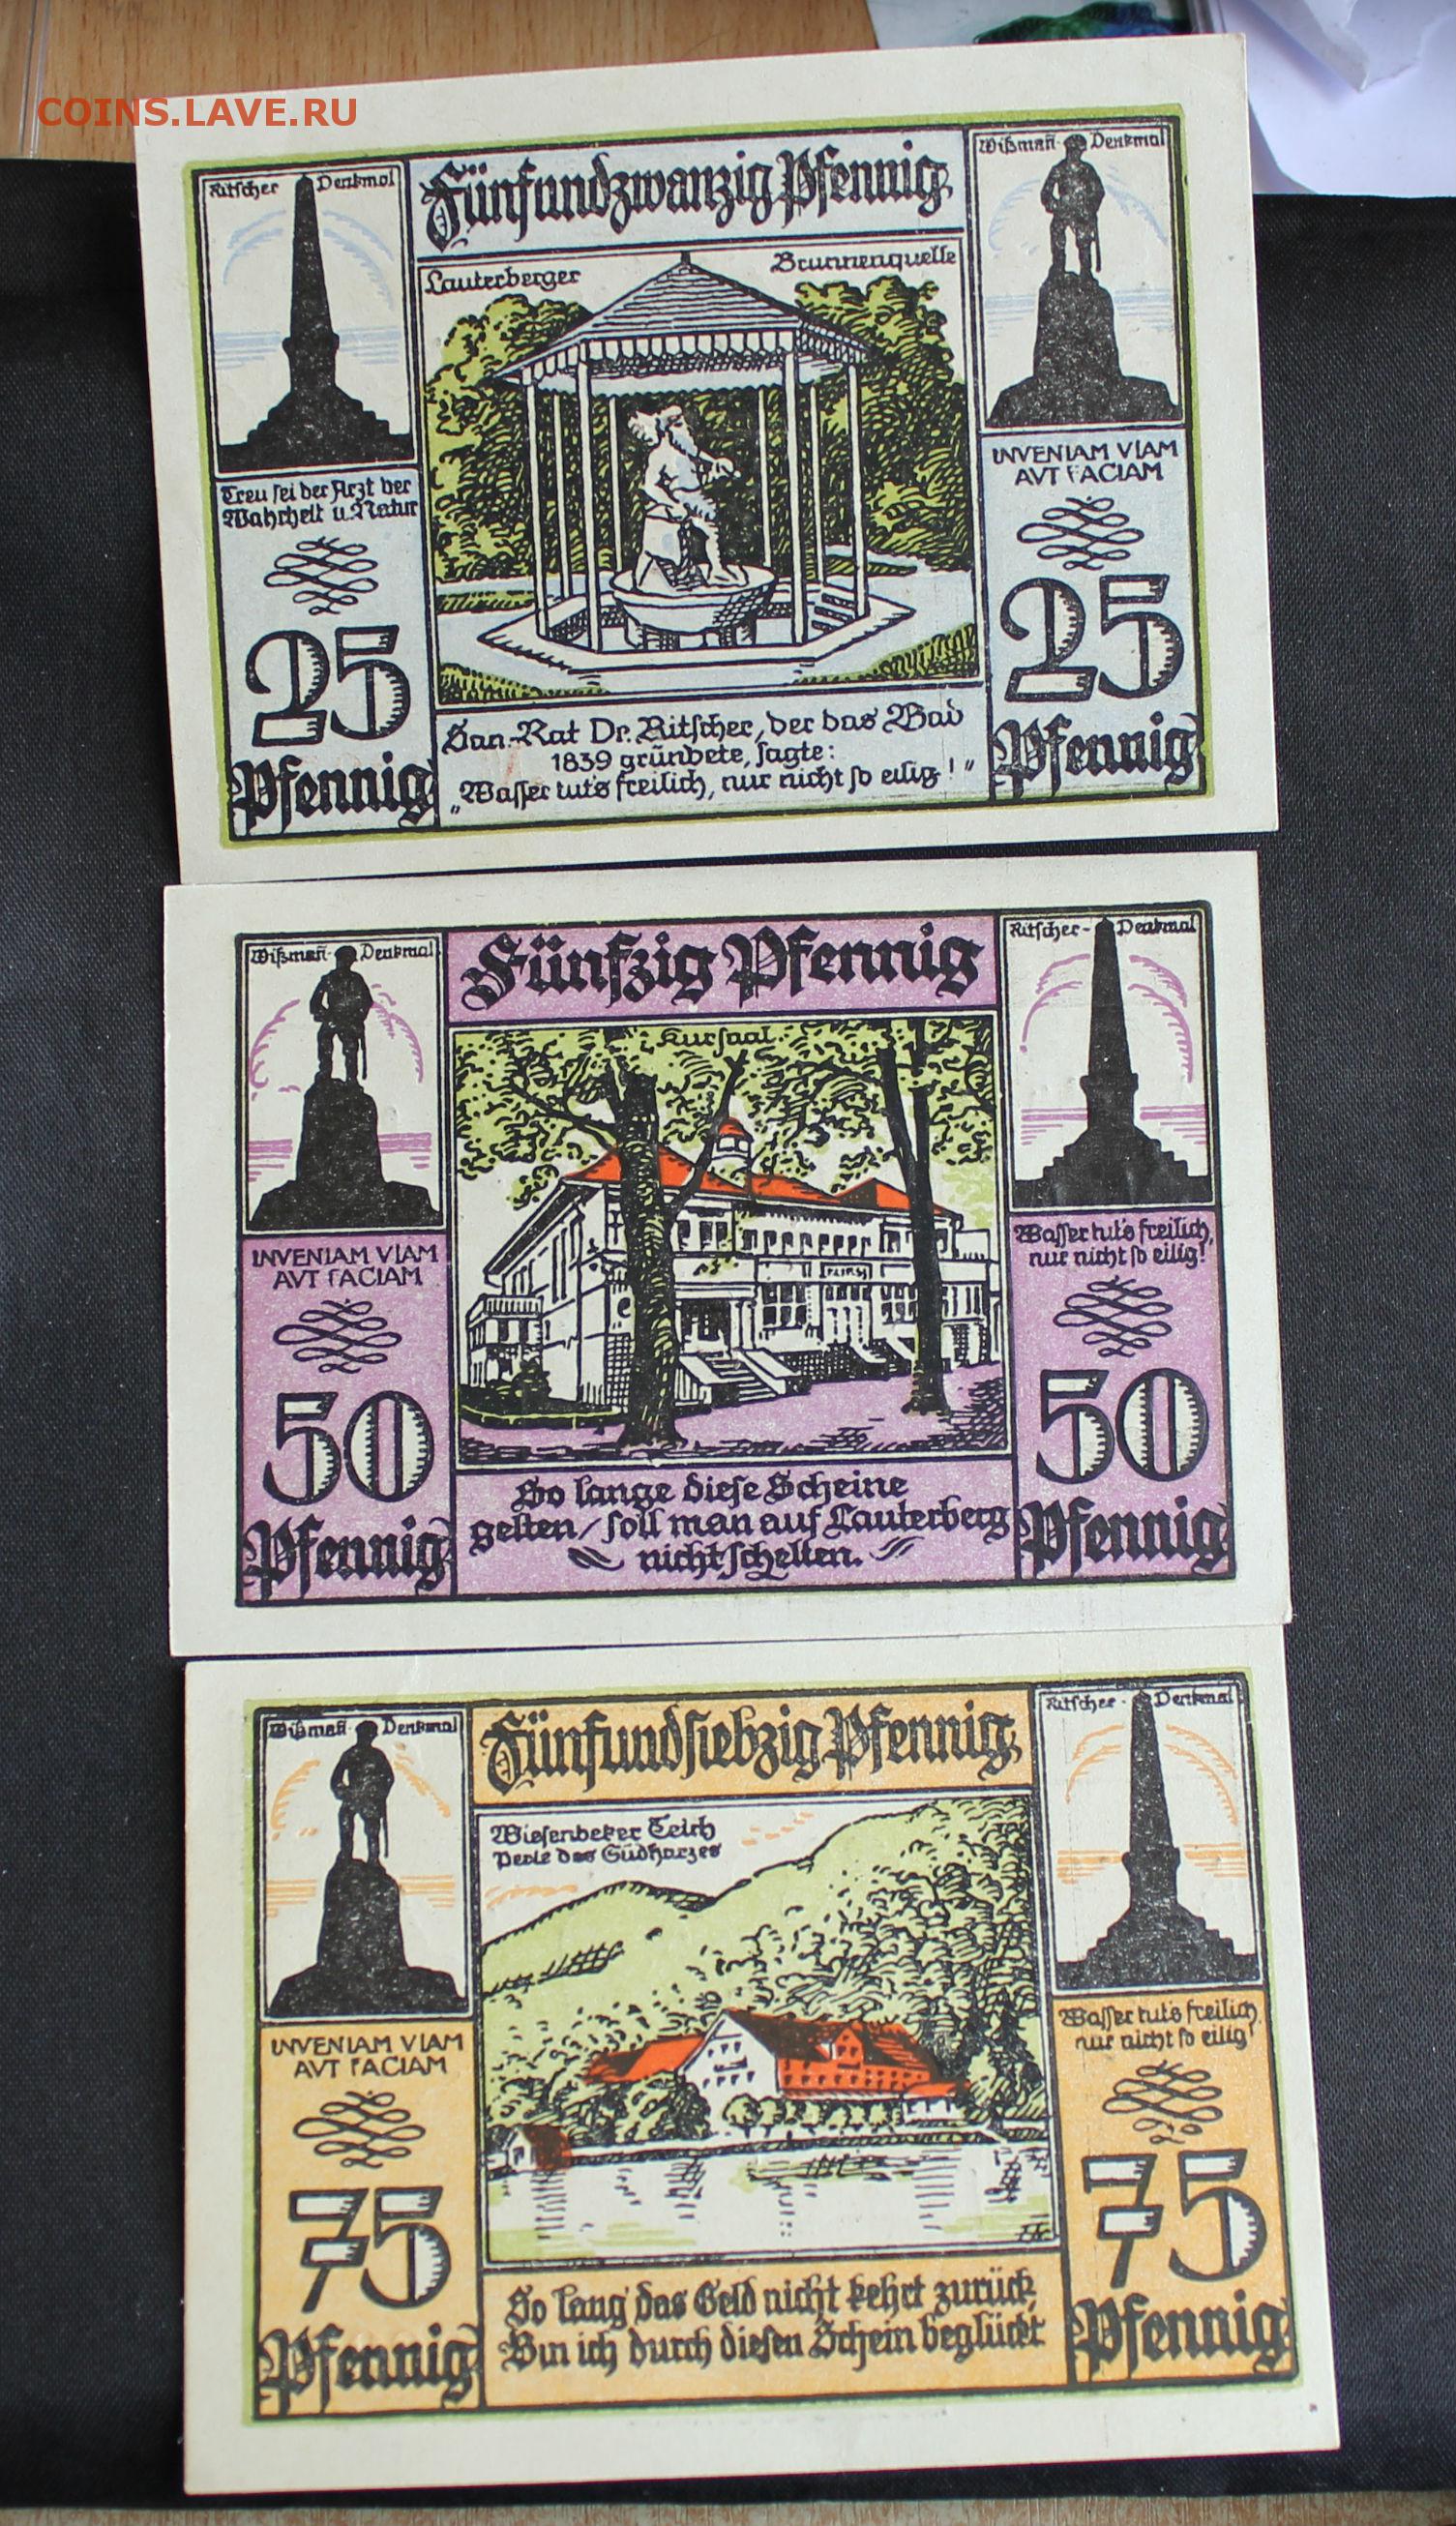 COINS.LAVE.RU
Ritscher Denkmal
Fünfundzwanzig Pfennig
Wißman̄ Denkmal
Lauterberger Brunnenquelle
Treu sei der Arzt der
Wahrheit u. Natur
25
Pfennig
San.-Rat Dr. Ritscher, der das Bad
1839 gründete, sagte:
„Wasser tut's freilich, nur nicht so eilig!"
INVENIAM VIAM
AVT FACIAM
25
Pfennig
Wißman̄ Denkmal
Fünfzig Pfennig
Ritscher- Denkmal
Kursaal
INVENIAM VIAM
AVT FACIAM
50
Pfennig
So lange diese Scheine
gelten, soll man auf Lauterberg
nicht schelten.
Wasser tut's freilich,
nur nicht so eilig!
50
Pfennig
Wißman̄ Denkmal
Fünfundsiebzig Pfennig
Ritscher- Denkmal
Wiesenbeker Teich
Perle des Südharzes
INVENIAM VIAM
AVT FACIAM
75
Pfennig
So lang' das Geld nicht kehrt zurück,
Bin ich durch diesen Schein beglückt
Wasser tut's freilich,
nur nicht so eilig!
75
Pfennig